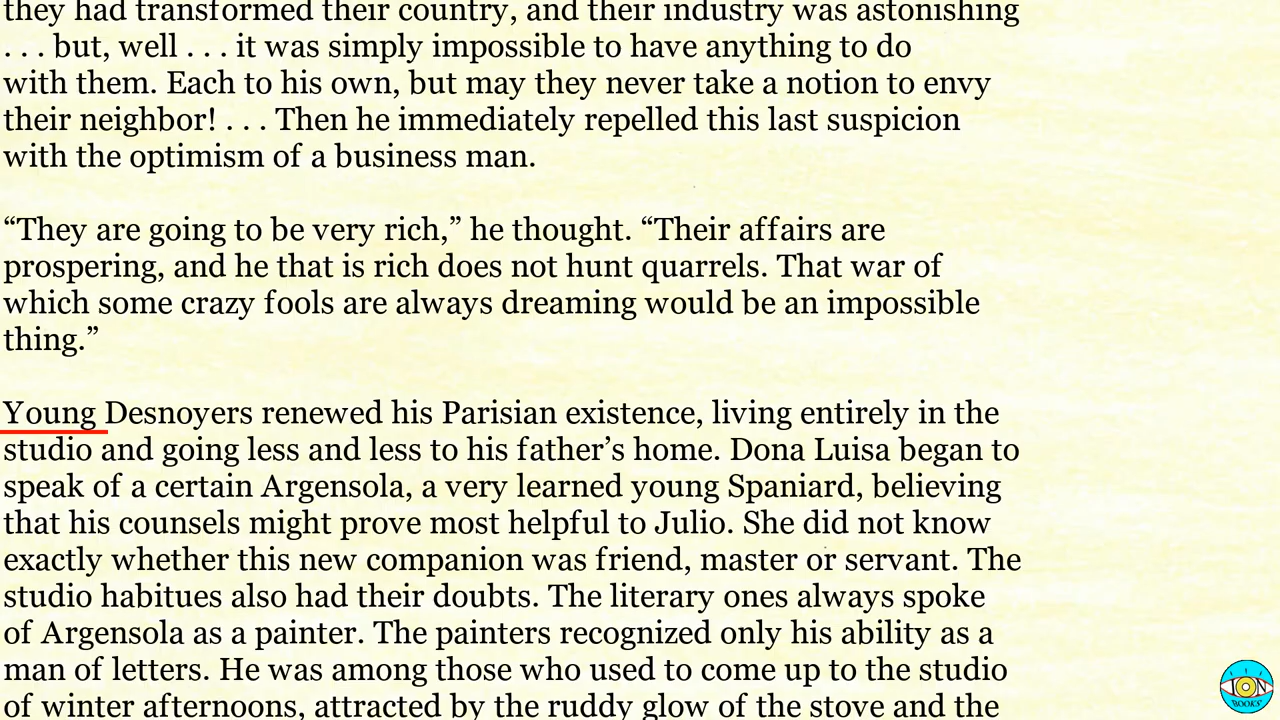 they had transformed their country, and their industry was astonishing
. . . but, well . . . it was simply impossible to have anything to do
with them. Each to his own, but may they never take a notion to envy
their neighbor! . . . Then he immediately repelled this last suspicion
with the optimism of a business man.
“They are going to be very rich,” he thought. “Their affairs are
prospering, and he that is rich does not hunt quarrels. That war of
which some crazy fools are always dreaming would be an impossible
thing.”
Young Desnoyers renewed his Parisian existence, living entirely in the
studio and going less and less to his father’s home. Dona Luisa began to
speak of a certain Argensola, a very learned young Spaniard, believing
that his counsels might prove most helpful to Julio. She did not know
exactly whether this new companion was friend, master or servant. The
studio habitues also had their doubts. The literary ones always spoke
of Argensola as a painter. The painters recognized only his ability as a
man of letters. He was among those who used to come up to the studio
of winter afternoons, attracted by the ruddy glow of the stove and the
ION
BOOKS